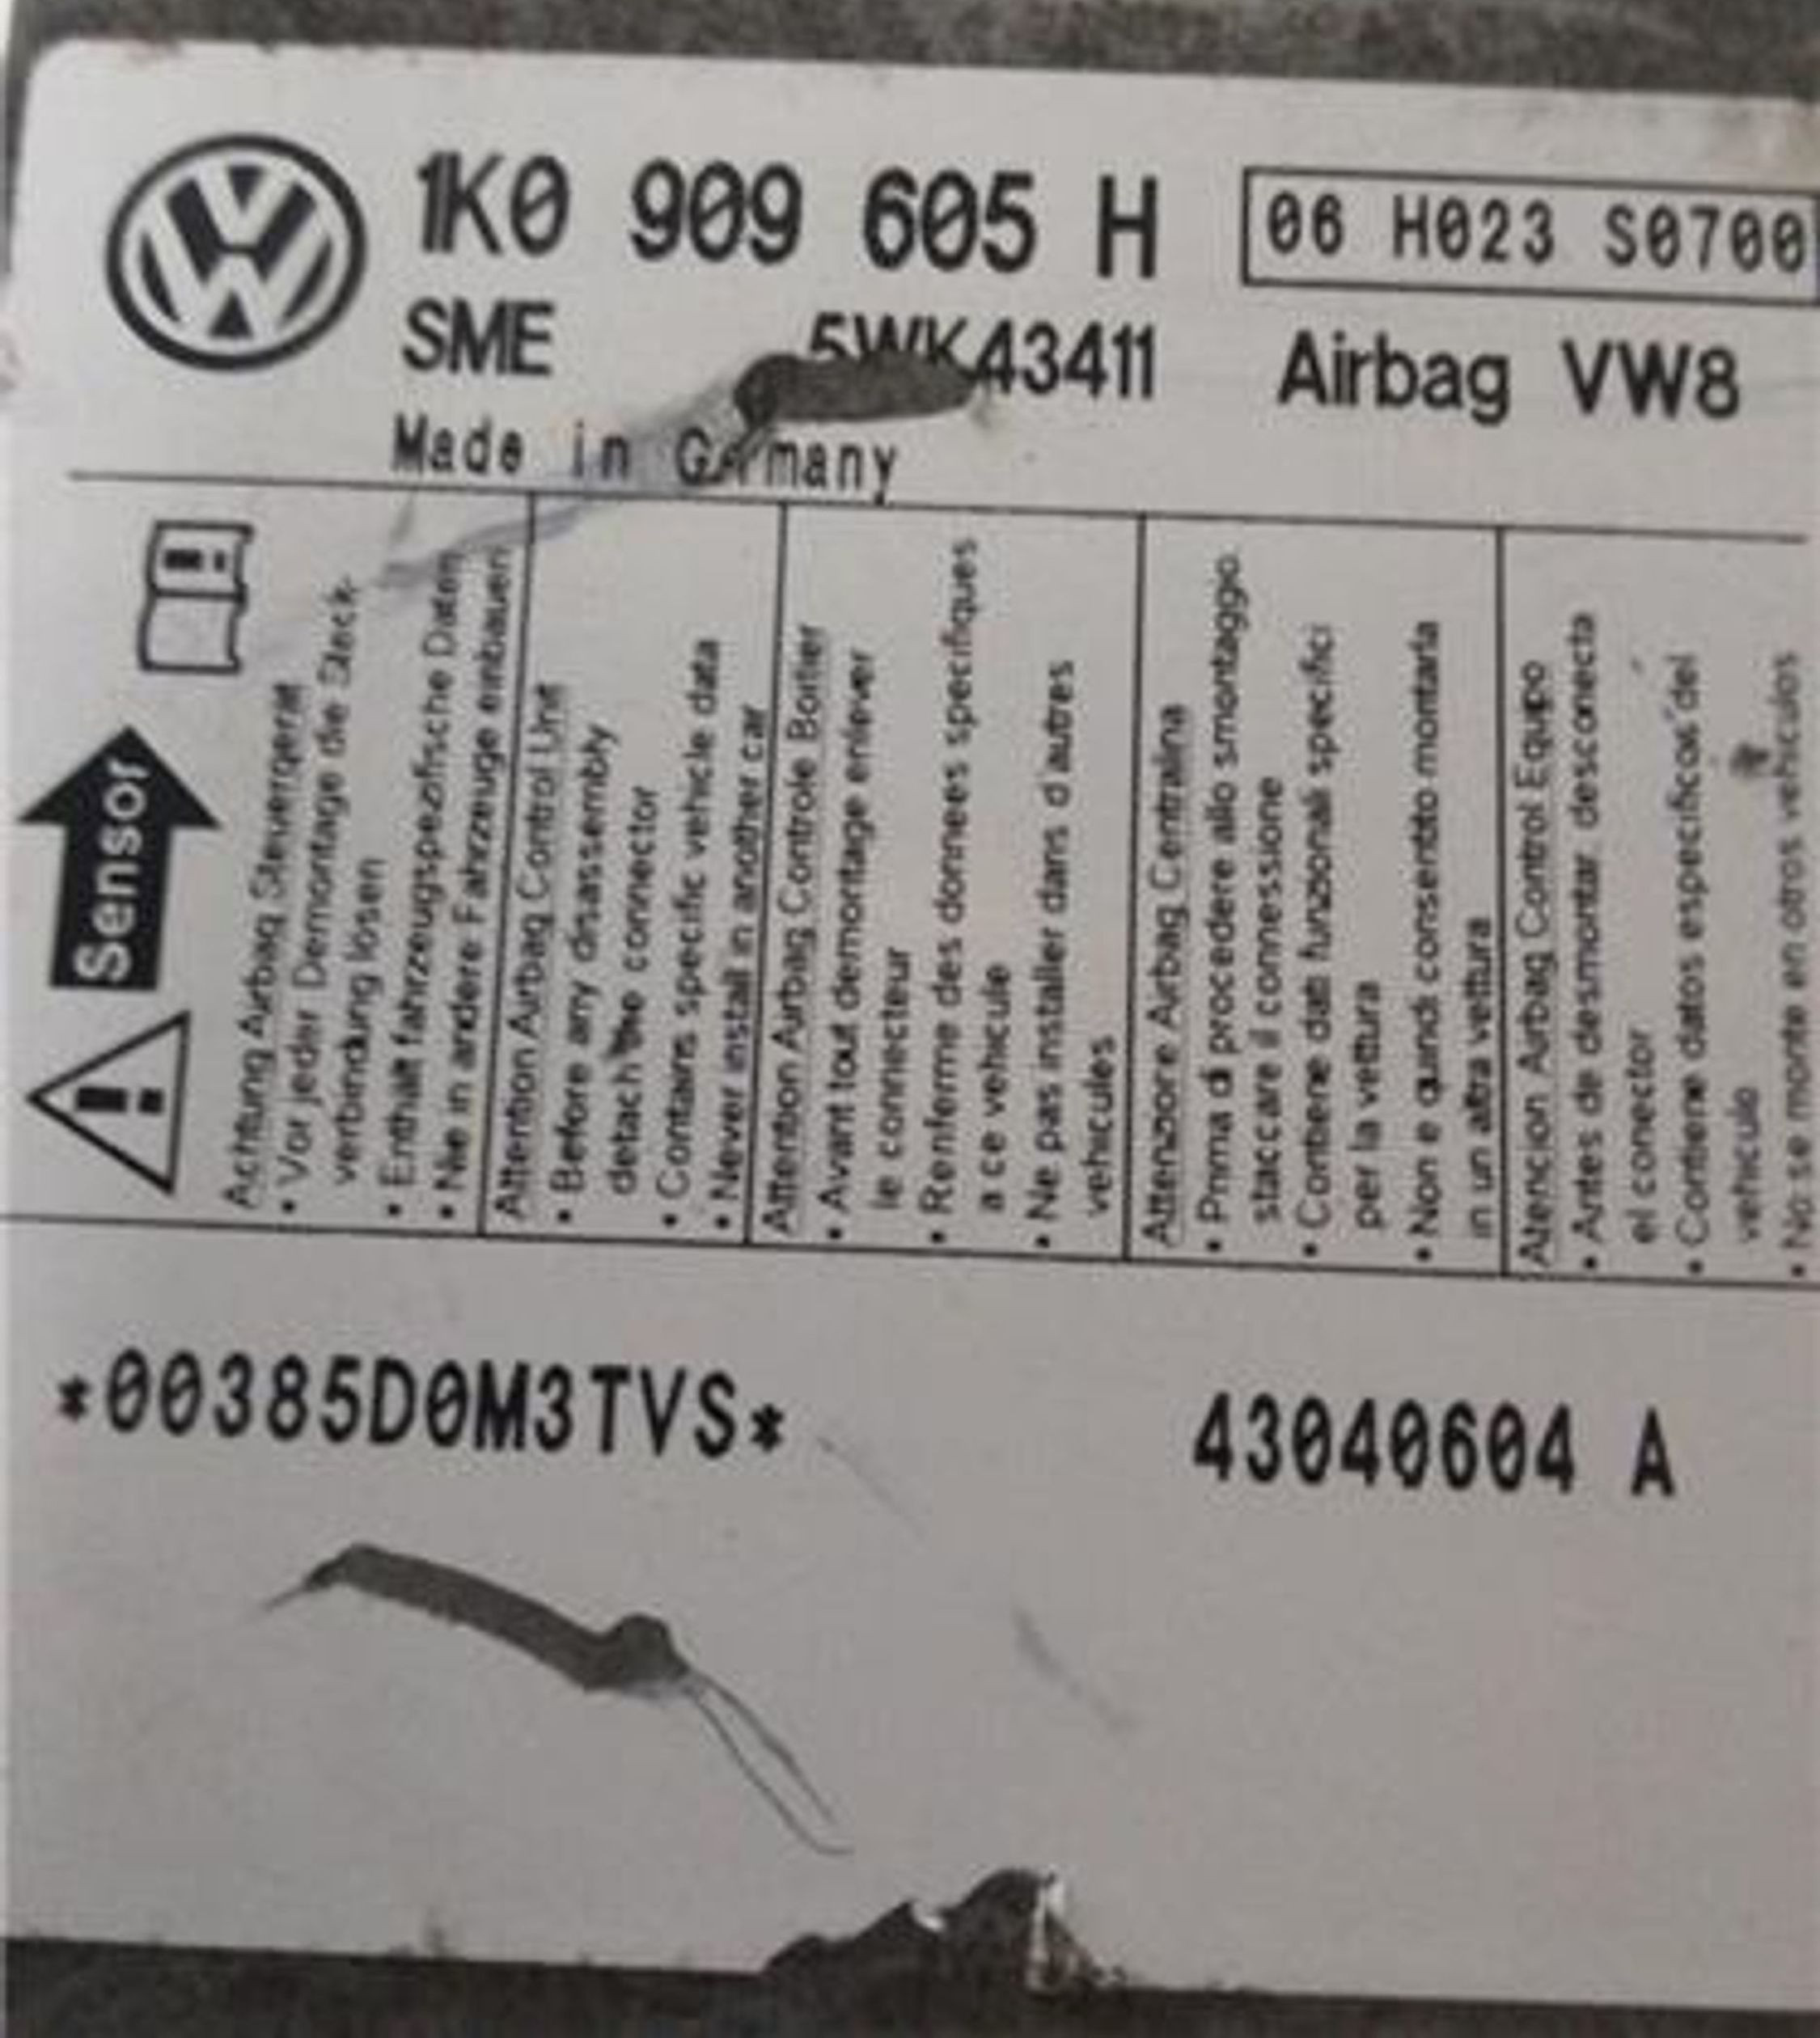 1K0 909 605 H
06 H023 S0700
SME 5WK43411 Airbag VW8
Made in Germany
Sensor
Achtung Airbag Steuergerat
• Vor jeder Demontage die Steck-
verbindung losen
• Enthalt fahrzeugspezifische Daten
• Nie in andere Fahrzeuge einbauen
Attention Airbag Control Unit
• Before any disassembly
detach the connector
• Contains specific vehicle data
• Never install in another car
Attention Airbag Controle Boitier
• Avant tout demontage enlever
le connecteur
• Renferme des donnees specifiques
a ce vehicule
• Ne pas installer dans d'autres
vehicules
Attenzione Airbag Centralina
• Prima di procedere allo smontaggio.
staccare il connessione
• Contiene dati funzionali specifici
per la vettura
• Non e quindi consentito montarla
in un altra vettura
Atencion Airbag Control Equipo
• Antes de desmontar. desconecta
el conector
• Contiene datos especificos del
vehiculo
• No se monte en otros vehiculos
*00385D0M3TVS*
43040604 A